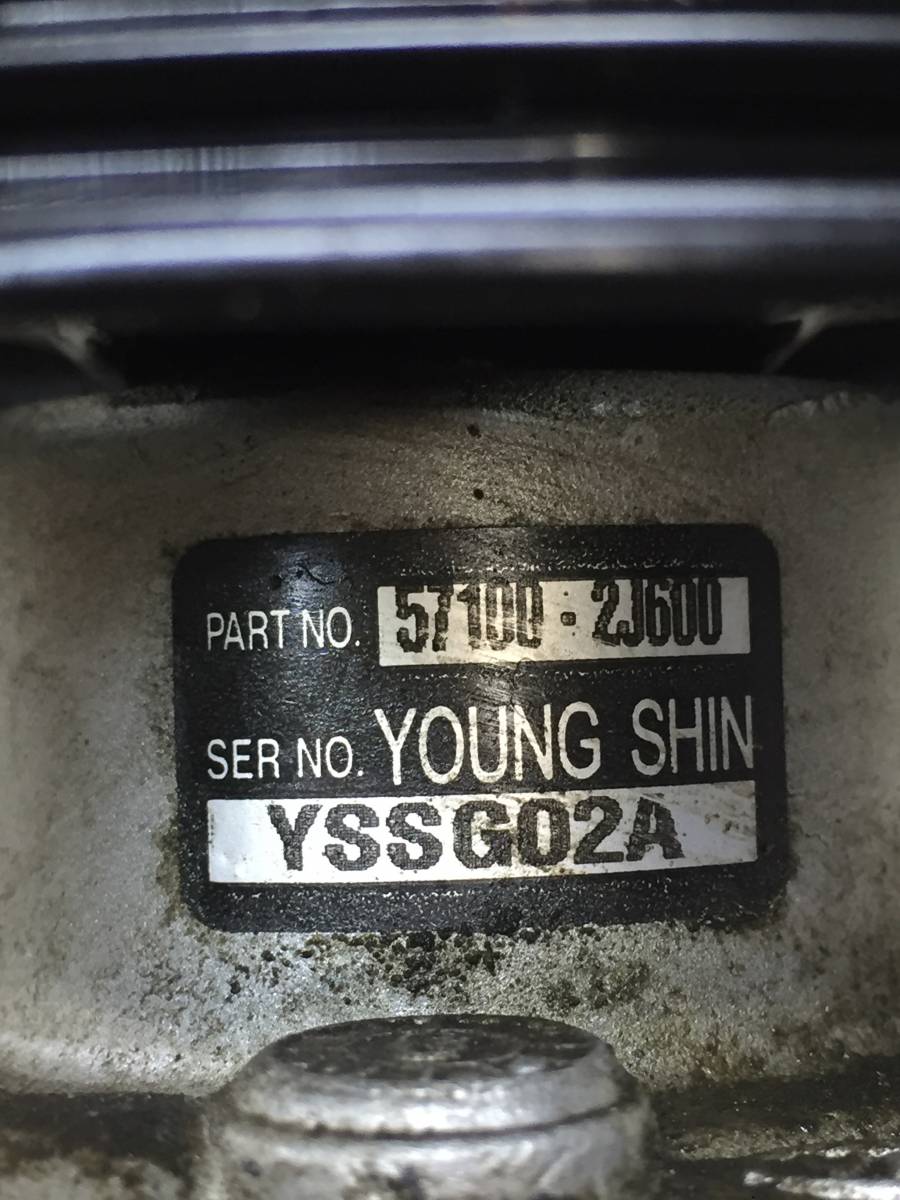 PART NO. 57100-2J600
SER NO. YOUNG SHIN
YSSG02A